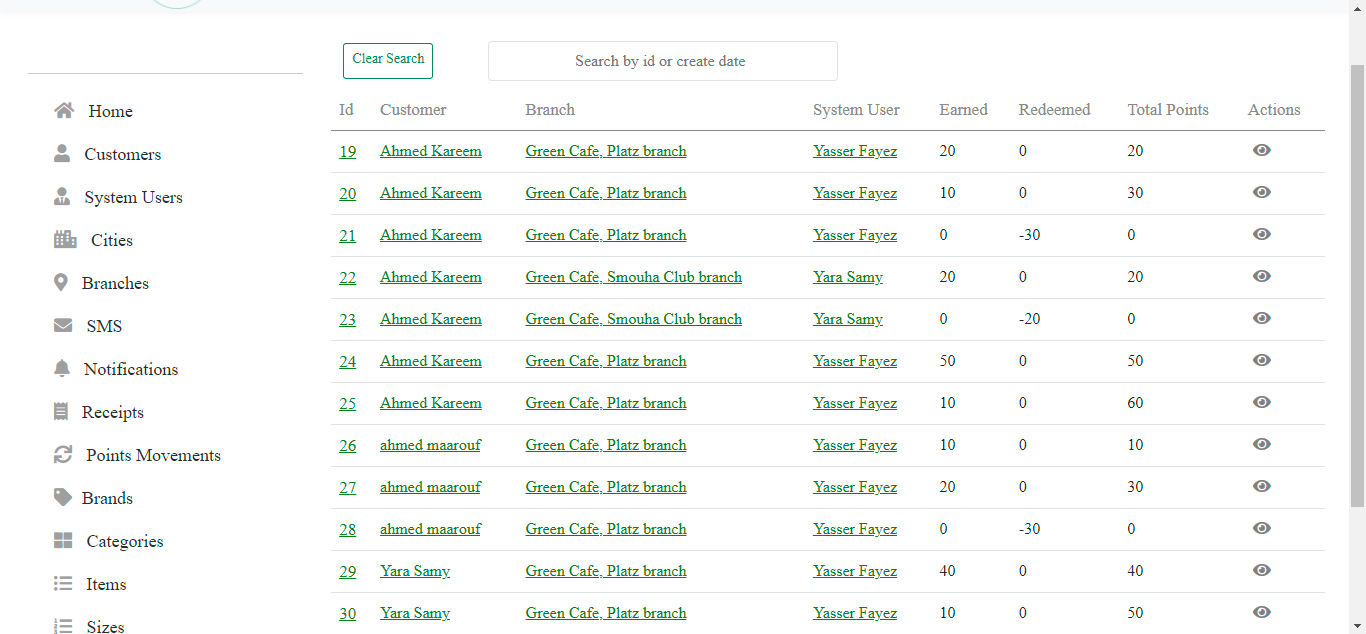 Clear Search
Search by id or create date
Home
Customers
System Users
Cities
Branches
SMS
Notifications
Receipts
Points Movements
Brands
Categories
Items
Sizes
Id Customer Branch System User Earned Redeemed Total Points Actions
19 Ahmed Kareem Green Cafe, Platz branch Yasser Fayez 20 0 20
20 Ahmed Kareem Green Cafe, Platz branch Yasser Fayez 10 0 30
21 Ahmed Kareem Green Cafe, Platz branch Yasser Fayez 0 -30 0
22 Ahmed Kareem Green Cafe, Smouha Club branch Yara Samy 20 0 20
23 Ahmed Kareem Green Cafe, Smouha Club branch Yara Samy 0 -20 0
24 Ahmed Kareem Green Cafe, Platz branch Yasser Fayez 50 0 50
25 Ahmed Kareem Green Cafe, Platz branch Yasser Fayez 10 0 60
26 ahmed maarouf Green Cafe, Platz branch Yasser Fayez 10 0 10
27 ahmed maarouf Green Cafe, Platz branch Yasser Fayez 20 0 30
28 ahmed maarouf Green Cafe, Platz branch Yasser Fayez 0 -30 0
29 Yara Samy Green Cafe, Platz branch Yasser Fayez 40 0 40
30 Yara Samy Green Cafe, Platz branch Yasser Fayez 10 0 50